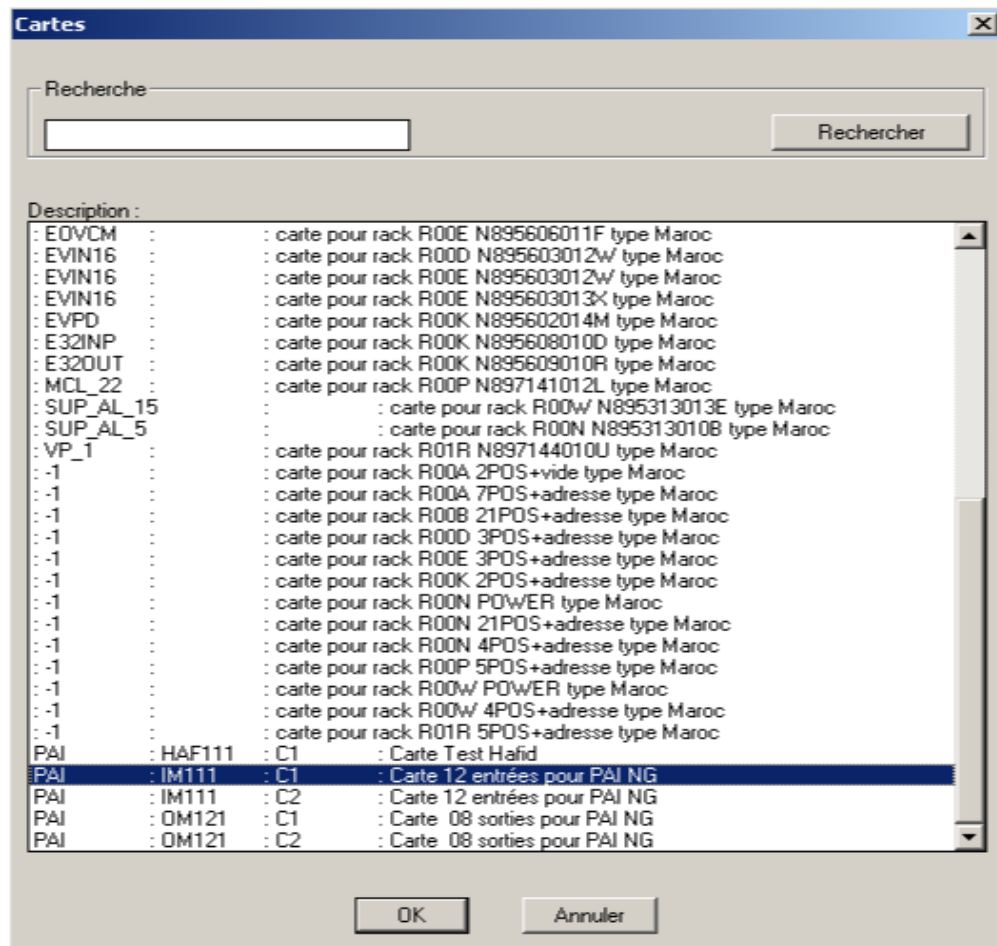 Cartes
Recherche
Rechercher
Description :
: EOVCM : : carte pour rack R00E N895606011F type Maroc
: EVIN16 : : carte pour rack R00D N895603012W type Maroc
: EVIN16 : : carte pour rack R00E N895603012W type Maroc
: EVIN16 : : carte pour rack R00E N895603013X type Maroc
: EVPD : : carte pour rack R00K N895602014M type Maroc
: E32INP : : carte pour rack R00K N895608010D type Maroc
: E32OUT : : carte pour rack R00K N895609010R type Maroc
: MCL_22 : : carte pour rack R00P N897141012L type Maroc
: SUP_AL_15 : : carte pour rack R00W N895313013E type Maroc
: SUP_AL_5 : : carte pour rack R00N N895313010B type Maroc
: VP_1 : : carte pour rack R01R N897144010U type Maroc
: -1 : : carte pour rack R00A 2POS+vide type Maroc
: -1 : : carte pour rack R00A 7POS+adresse type Maroc
: -1 : : carte pour rack R00B 21POS+adresse type Maroc
: -1 : : carte pour rack R00D 3POS+adresse type Maroc
: -1 : : carte pour rack R00E 3POS+adresse type Maroc
: -1 : : carte pour rack R00K 2POS+adresse type Maroc
: -1 : : carte pour rack R00N POWER type Maroc
: -1 : : carte pour rack R00N 21POS+adresse type Maroc
: -1 : : carte pour rack R00N 4POS+adresse type Maroc
: -1 : : carte pour rack R00P 5POS+adresse type Maroc
: -1 : : carte pour rack R00W POWER type Maroc
: -1 : : carte pour rack R00W 4POS+adresse type Maroc
: -1 : : carte pour rack R01R 5POS+adresse type Maroc
PAI : HAF111 : C1 : Carte Test Hafid
PAI : IM111 : C1 : Carte 12 entrées pour PAI NG
PAI : IM111 : C2 : Carte 12 entrées pour PAI NG
PAI : OM121 : C1 : Carte 08 sorties pour PAI NG
PAI : OM121 : C2 : Carte 08 sorties pour PAI NG
OK Annuler